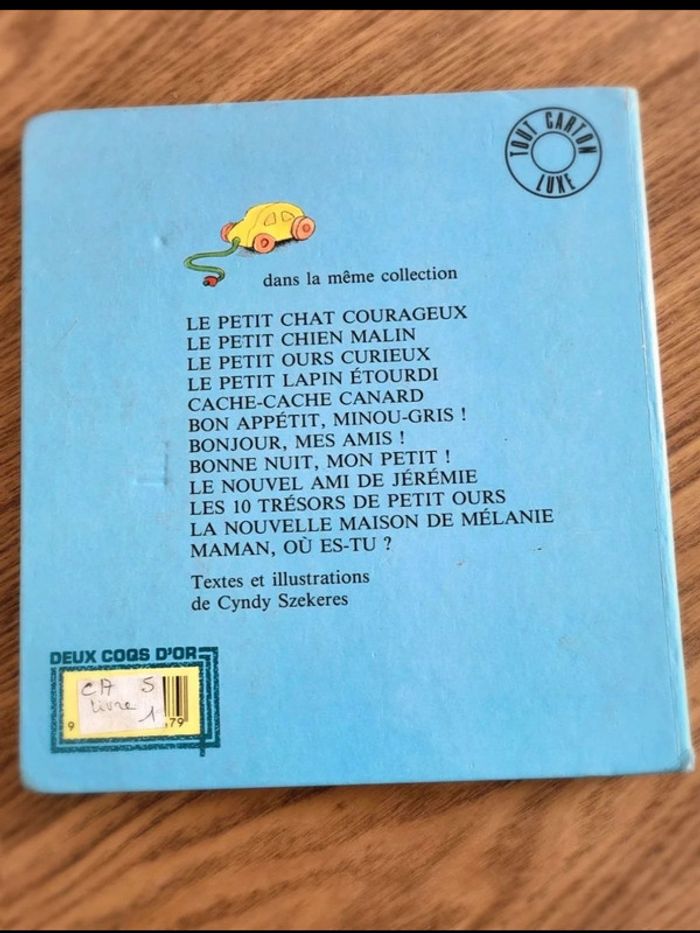 TOUT CARTON
LUXE
dans la même collection
LE PETIT CHAT COURAGEUX
LE PETIT CHIEN MALIN
LE PETIT OURS CURIEUX
LE PETIT LAPIN ÉTOURDI
CACHE-CACHE CANARD
BON APPÉTIT, MINOU-GRIS !
BONJOUR, MES AMIS !
BONNE NUIT, MON PETIT !
LE NOUVEL AMI DE JÉRÉMIE
LES 10 TRÉSORS DE PETIT OURS
LA NOUVELLE MAISON DE MÉLANIE
MAMAN, OÙ ES-TU ?
Textes et illustrations
de Cyndy Szekeres
DEUX COQS D'OR
5
livre 1
9 79